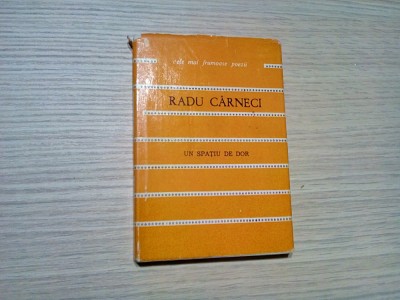 cele mai frumoase poezii
RADU CÂRNECI
UN SPAȚIU DE DOR